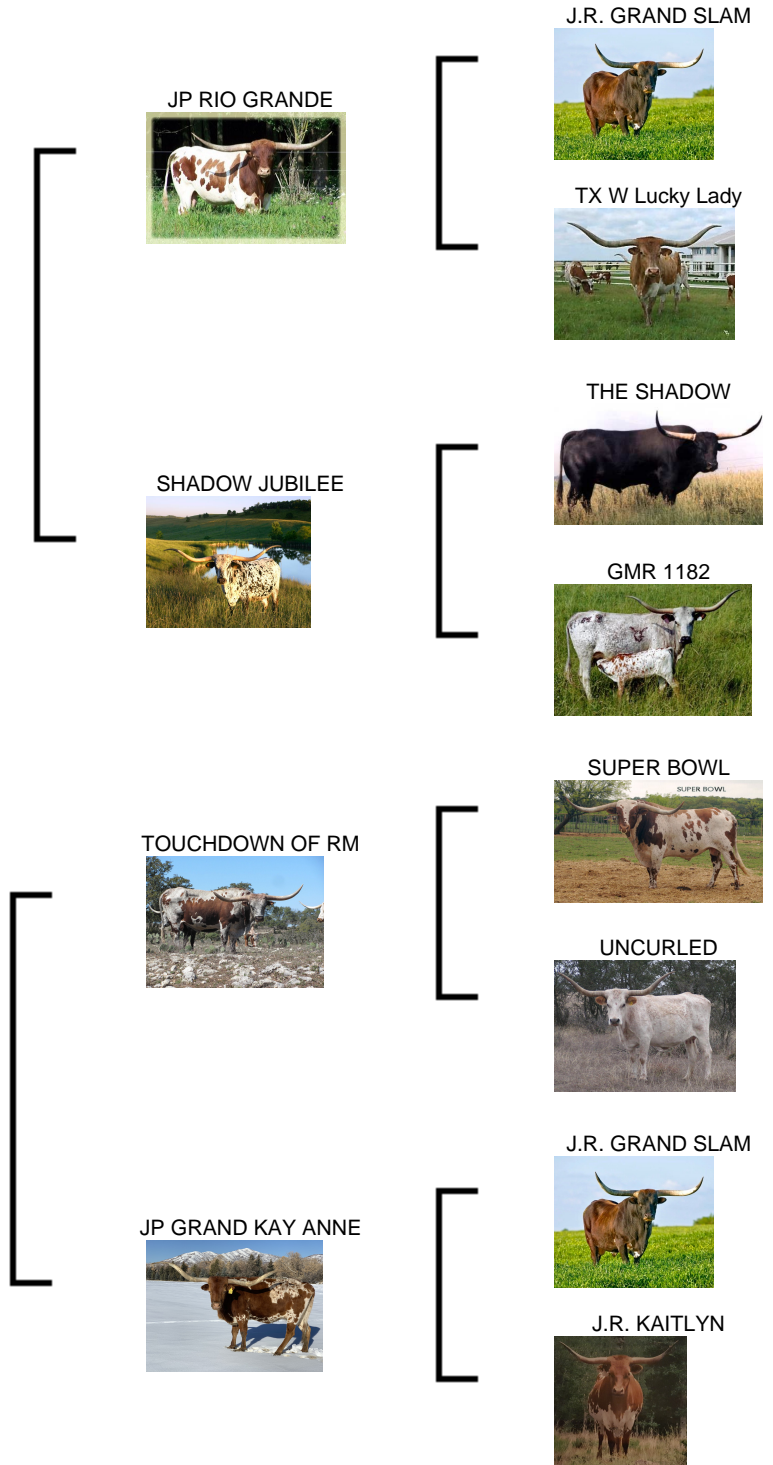 J.R. GRAND SLAM
JP RIO GRANDE
TX W Lucky Lady
THE SHADOW
SHADOW JUBILEE
GMR 1182
SUPER BOWL
SUPER BOWL
TOUCHDOWN OF RM
UNCURLED
J.R. GRAND SLAM
JP GRAND KAY ANNE
J.R. KAITLYN